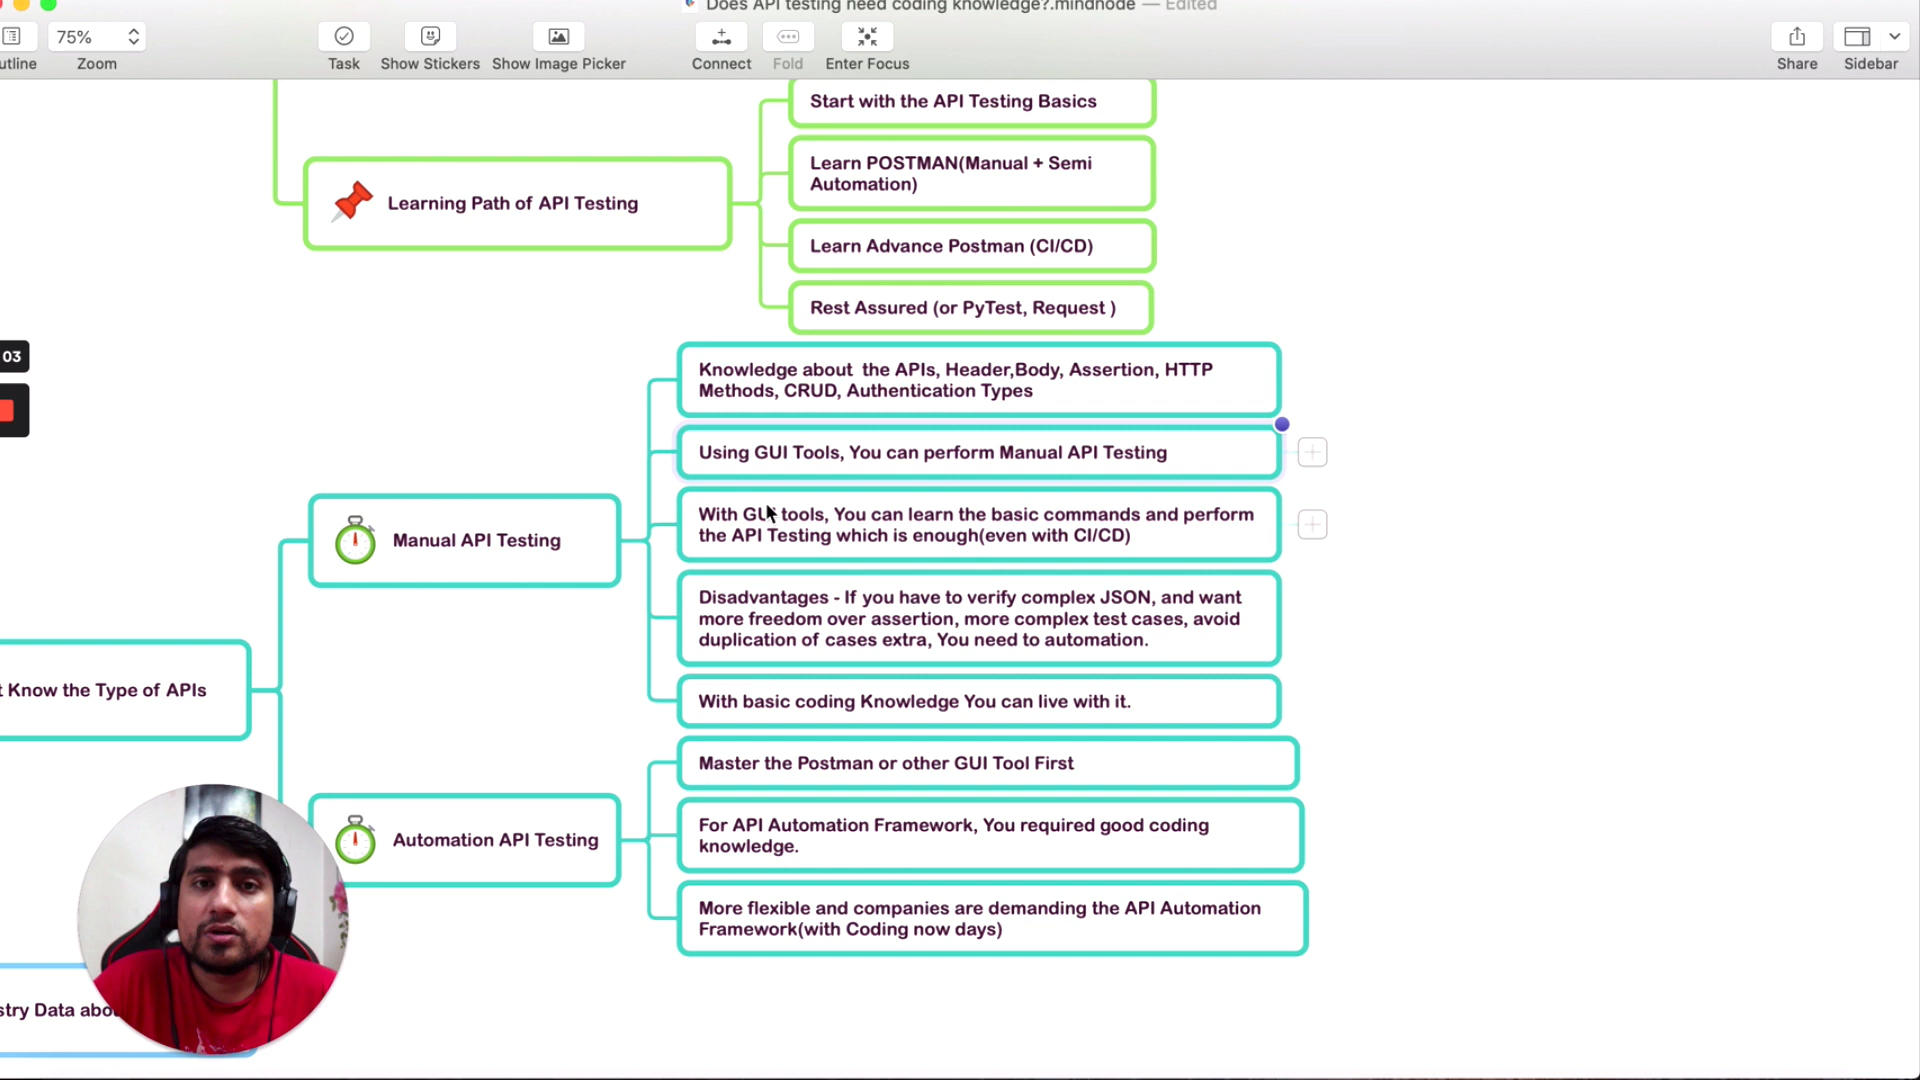 Does API testing need coding knowledge?.mindnode — Edited
75%
utline
Zoom
Task
Show Stickers
Show Image Picker
Connect
Fold
Enter Focus
Share
Sidebar
Start with the API Testing Basics
Learn POSTMAN(Manual + Semi
Automation)
Learning Path of API Testing
Learn Advance Postman (CI/CD)
Rest Assured (or PyTest, Request )
03
Knowledge about  the APIs, Header,Body, Assertion, HTTP
Methods, CRUD, Authentication Types
Using GUI Tools, You can perform Manual API Testing
With GUI tools, You can learn the basic commands and perform
the API Testing which is enough(even with CI/CD)
Manual API Testing
Disadvantages - If you have to verify complex JSON, and want
more freedom over assertion, more complex test cases, avoid
duplication of cases extra, You need to automation.
With basic coding Knowledge You can live with it.
t Know the Type of APIs
Master the Postman or other GUI Tool First
For API Automation Framework, You required good coding
knowledge.
Automation API Testing
More flexible and companies are demanding the API Automation
Framework(with Coding now days)
stry Data abo